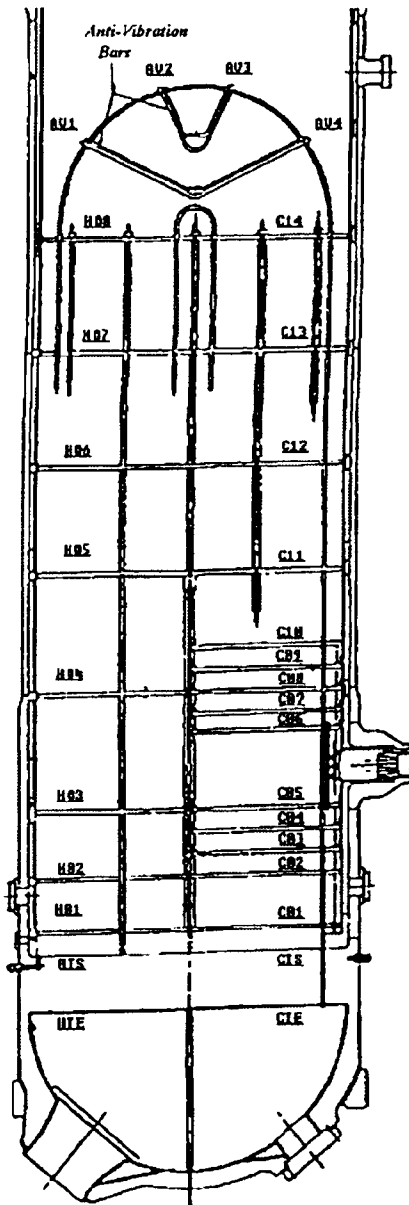 Anti-Vibration
Bars
AV2 AV3
AV1 AV4
H08 C14
H07 C13
H06 C12
H05 C11
C10
C09
H04 C08
C07
C06
H03 C05
C04
C03
H02 C02
H01 C01
HTS CTS
HTE CTE